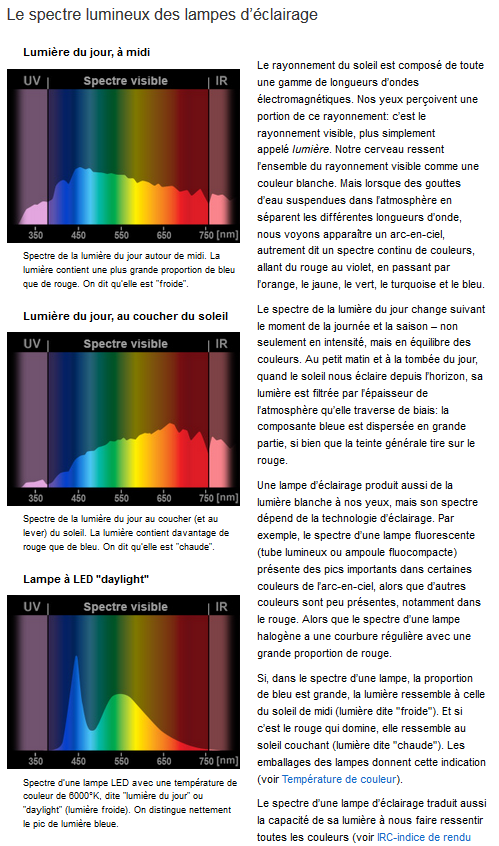 Le spectre lumineux des lampes d’éclairage
Lumière du jour, à midi
UV
Spectre visible
IR
350 450 550 650 750 [nm]
Spectre de la lumière du jour autour de midi. La
lumière contient une plus grande proportion de bleu
que de rouge. On dit qu'elle est "froide".
Lumière du jour, au coucher du soleil
UV
Spectre visible
IR
350 450 550 650 750 [nm]
Spectre de la lumière du jour au coucher (et au
lever) du soleil. La lumière contient davantage de
rouge que de bleu. On dit qu'elle est "chaude".
Lampe à LED "daylight"
UV
Spectre visible
IR
350 450 550 650 750 [nm]
Spectre d'une lampe LED avec une température de
couleur de 6000°K, dite "lumière du jour" ou
"daylight" (lumière froide). On distingue nettement
le pic de lumière bleue.
Le rayonnement du soleil est composé de toute
une gamme de longueurs d’ondes
électromagnétiques. Nos yeux perçoivent une
portion de ce rayonnement: c’est le
rayonnement visible, plus simplement
appelé lumière. Notre cerveau ressent
l’ensemble du rayonnement visible comme une
couleur blanche. Mais lorsque des gouttes
d’eau suspendues dans l’atmosphère en
séparent les différentes longueurs d’onde,
nous voyons apparaître un arc-en-ciel,
autrement dit un spectre continu de couleurs,
allant du rouge au violet, en passant par
l’orange, le jaune, le vert, le turquoise et le bleu.
Le spectre de la lumière du jour change suivant
le moment de la journée et la saison – non
seulement en intensité, mais en équilibre des
couleurs. Au petit matin et à la tombée du jour,
quand le soleil nous éclaire depuis l’horizon, sa
lumière est filtrée par l’épaisseur de
l’atmosphère qu’elle traverse de biais: la
composante bleue est dispersée en grande
partie, si bien que la teinte générale tire sur le
rouge.
Une lampe d’éclairage produit aussi de la
lumière blanche à nos yeux, mais son spectre
dépend de la technologie d’éclairage. Par
exemple, le spectre d’une lampe fluorescente
(tube lumineux ou ampoule fluocompacte)
présente des pics importants dans certaines
couleurs de l’arc-en-ciel, alors que d’autres
couleurs sont peu présentes, notamment dans
le rouge. Alors que le spectre d’une lampe
halogène a une courbure régulière avec une
grande proportion de rouge.
Si, dans le spectre d’une lampe, la proportion
de bleu est grande, la lumière ressemble à celle
du soleil de midi (lumière dite "froide"). Et si
c’est le rouge qui domine, elle ressemble au
soleil couchant (lumière dite "chaude"). Les
emballages des lampes donnent cette indication
(voir Température de couleur).
Le spectre d’une lampe d’éclairage traduit aussi
la capacité de sa lumière à nous faire ressentir
toutes les couleurs (voir IRC-indice de rendu